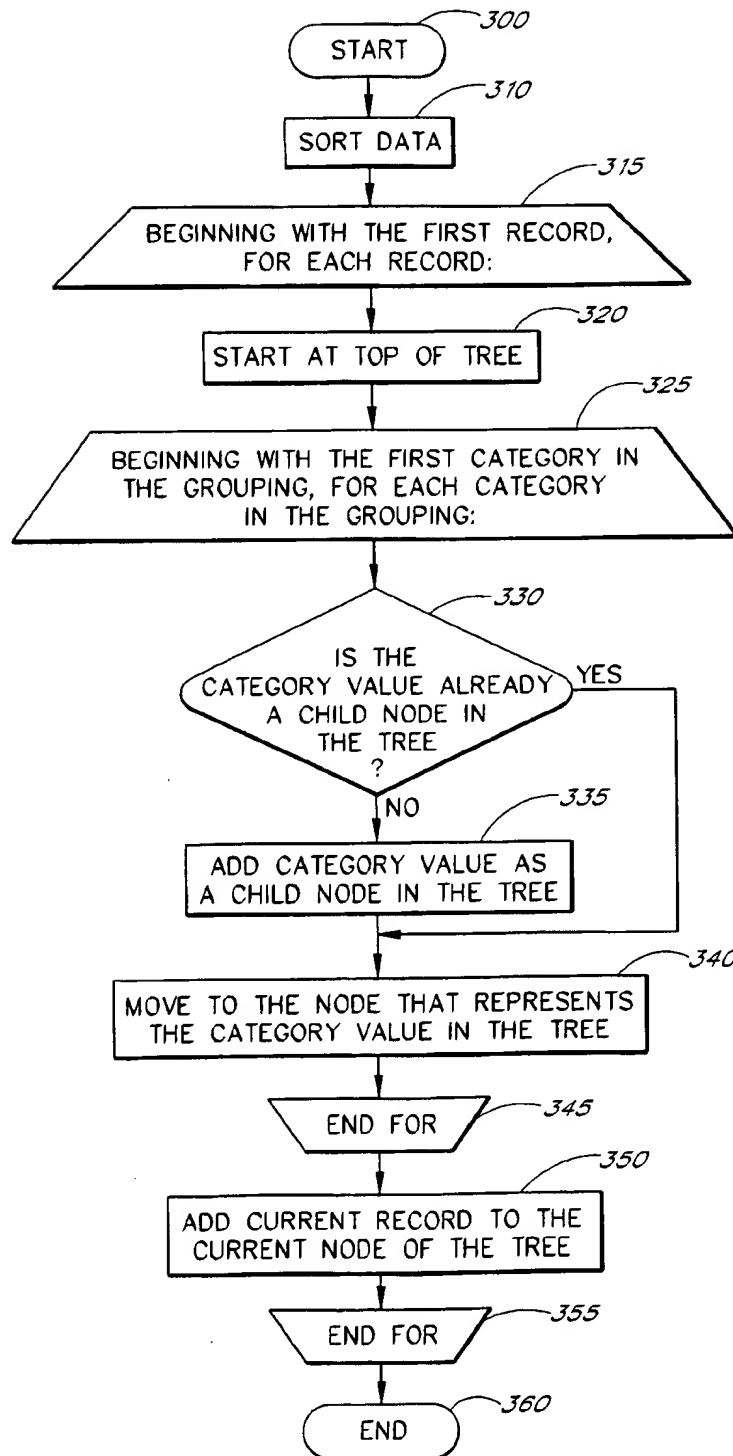 300
START
310
SORT DATA
315
BEGINNING WITH THE FIRST RECORD,
FOR EACH RECORD:
320
START AT TOP OF TREE
325
BEGINNING WITH THE FIRST CATEGORY IN
THE GROUPING, FOR EACH CATEGORY
IN THE GROUPING:
330
IS THE
CATEGORY VALUE ALREADY
A CHILD NODE IN
THE TREE
?
YES
NO
335
ADD CATEGORY VALUE AS
A CHILD NODE IN THE TREE
340
MOVE TO THE NODE THAT REPRESENTS
THE CATEGORY VALUE IN THE TREE
END FOR
345
350
ADD CURRENT RECORD TO THE
CURRENT NODE OF THE TREE
END FOR
355
360
END